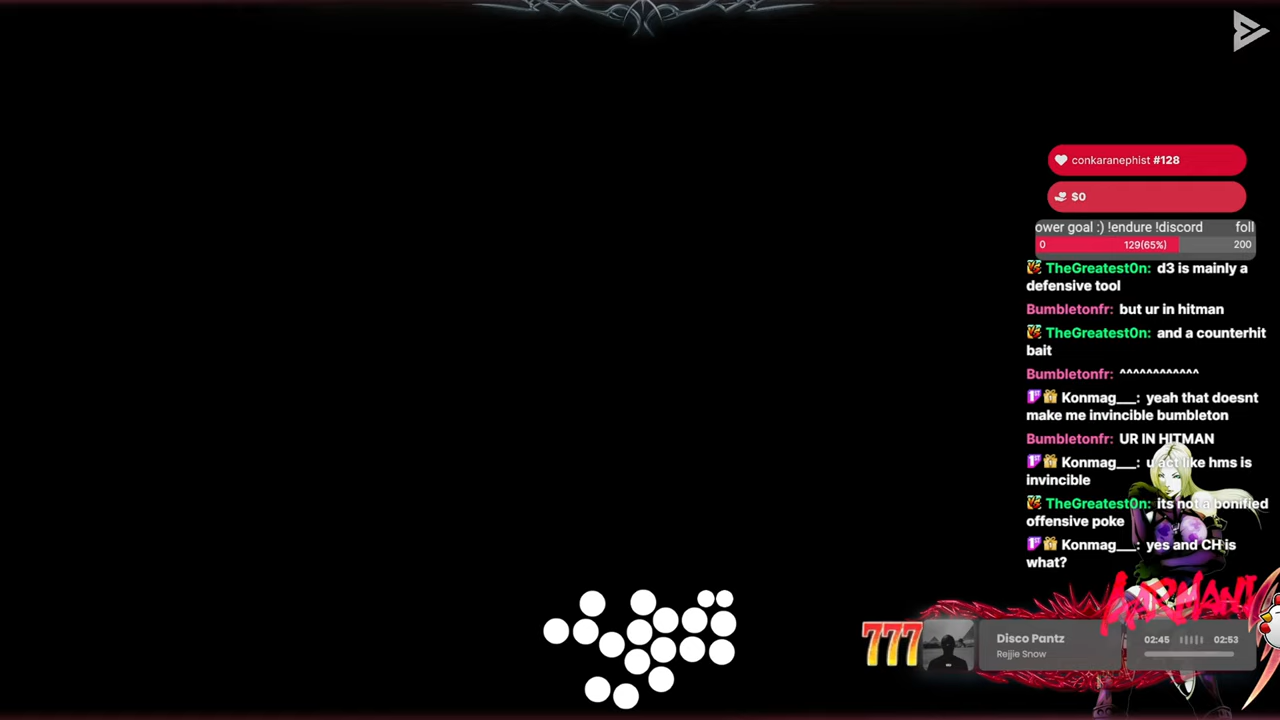 conkaranephist #128
$0
ower goal :) !endure !discord foll
0 129(65%) 200
TheGreatest0n: d3 is mainly a
defensive tool
Bumbletonfr: but ur in hitman
TheGreatest0n: and a counterhit
bait
Bumbletonfr: ^^^^^^^^^^^^
Konmag___: yeah that doesnt
make me invincible bumbleton
Bumbletonfr: UR IN HITMAN
Konmag___: u act like hms is
invincible
TheGreatest0n: its not a bonified
offensive poke
Konmag___: yes and CH is
what?
777
Disco Pantz
Rejjie Snow
02:45 02:53